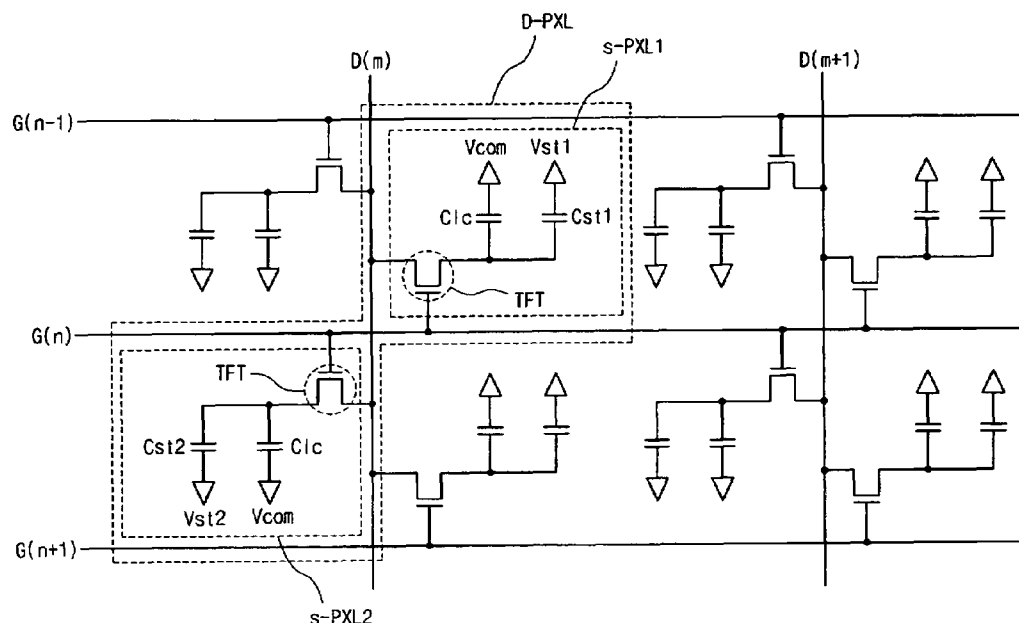 D-PXL
s-PXL1
D(m)
D(m+1)
G(n-1)
Vcom
Vst1
Clc
Cst1
TFT
G(n)
TFT
Cst2
Clc
Vst2
Vcom
G(n+1)
s-PXL2